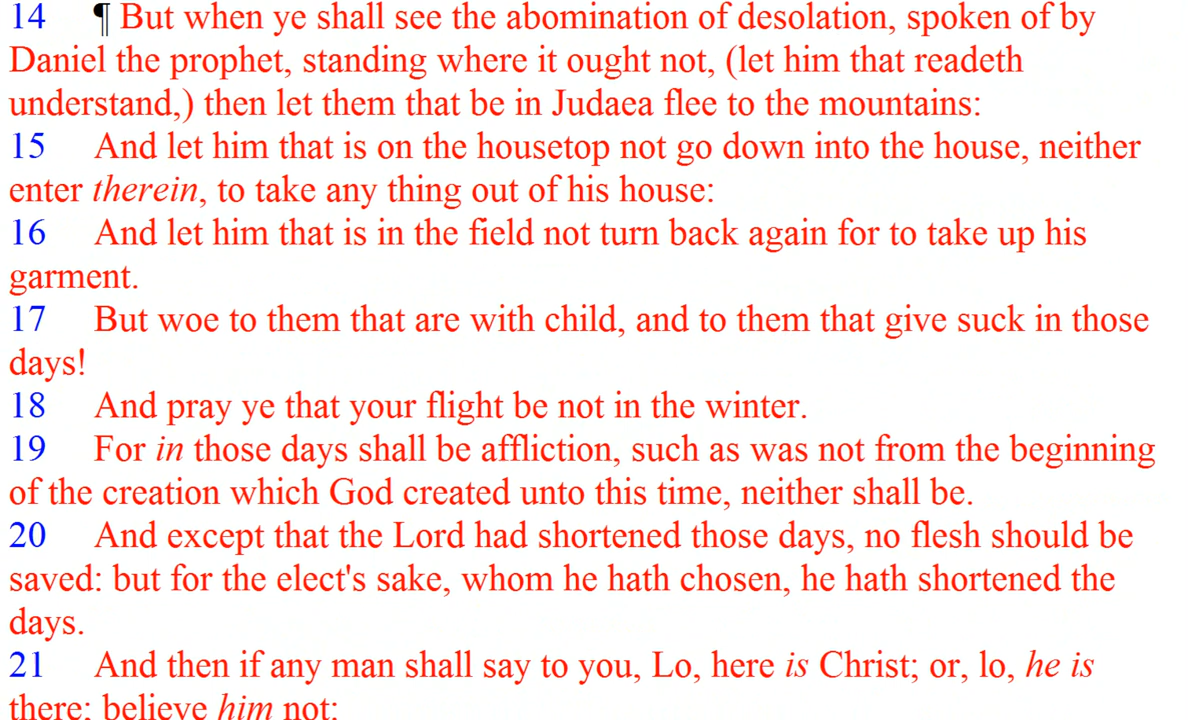 14 ¶ But when ye shall see the abomination of desolation, spoken of by
Daniel the prophet, standing where it ought not, (let him that readeth
understand,) then let them that be in Judaea flee to the mountains:
15 And let him that is on the housetop not go down into the house, neither
enter therein, to take any thing out of his house:
16 And let him that is in the field not turn back again for to take up his
garment.
17 But woe to them that are with child, and to them that give suck in those
days!
18 And pray ye that your flight be not in the winter.
19 For in those days shall be affliction, such as was not from the beginning
of the creation which God created unto this time, neither shall be.
20 And except that the Lord had shortened those days, no flesh should be
saved: but for the elect's sake, whom he hath chosen, he hath shortened the
days.
21 And then if any man shall say to you, Lo, here is Christ; or, lo, he is
there; believe him not: